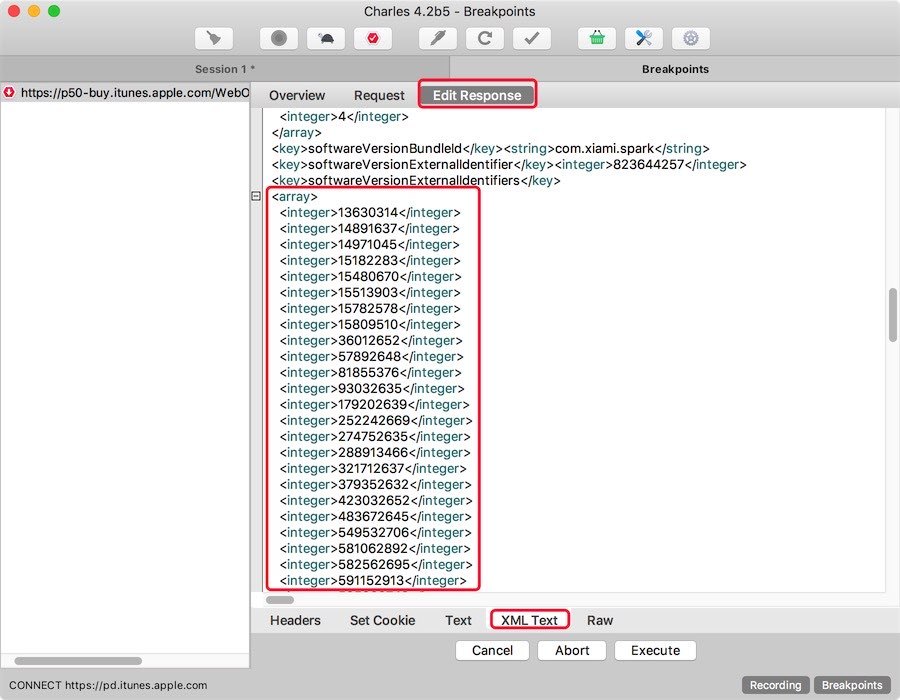 Charles 4.2b5 - Breakpoints
Session 1 *
Breakpoints
https://p50-buy.itunes.apple.com/WebO
Overview Request Edit Response
<integer>4</integer>
</array>
<key>softwareVersionBundleId</key><string>com.xiami.spark</string>
<key>softwareVersionExternalIdentifier</key><integer>823644257</integer>
<key>softwareVersionExternalIdentifiers</key>
<array>
<integer>13630314</integer>
<integer>14891637</integer>
<integer>14971045</integer>
<integer>15182283</integer>
<integer>15480670</integer>
<integer>15513903</integer>
<integer>15782578</integer>
<integer>15809510</integer>
<integer>36012652</integer>
<integer>57892648</integer>
<integer>81855376</integer>
<integer>93032635</integer>
<integer>179202639</integer>
<integer>252242669</integer>
<integer>274752635</integer>
<integer>288913466</integer>
<integer>321712637</integer>
<integer>379352632</integer>
<integer>423032652</integer>
<integer>483672645</integer>
<integer>549532706</integer>
<integer>581062892</integer>
<integer>582562695</integer>
<integer>591152913</integer>
Headers Set Cookie Text XML Text Raw
Cancel Abort Execute
CONNECT https://pd.itunes.apple.com
Recording Breakpoints